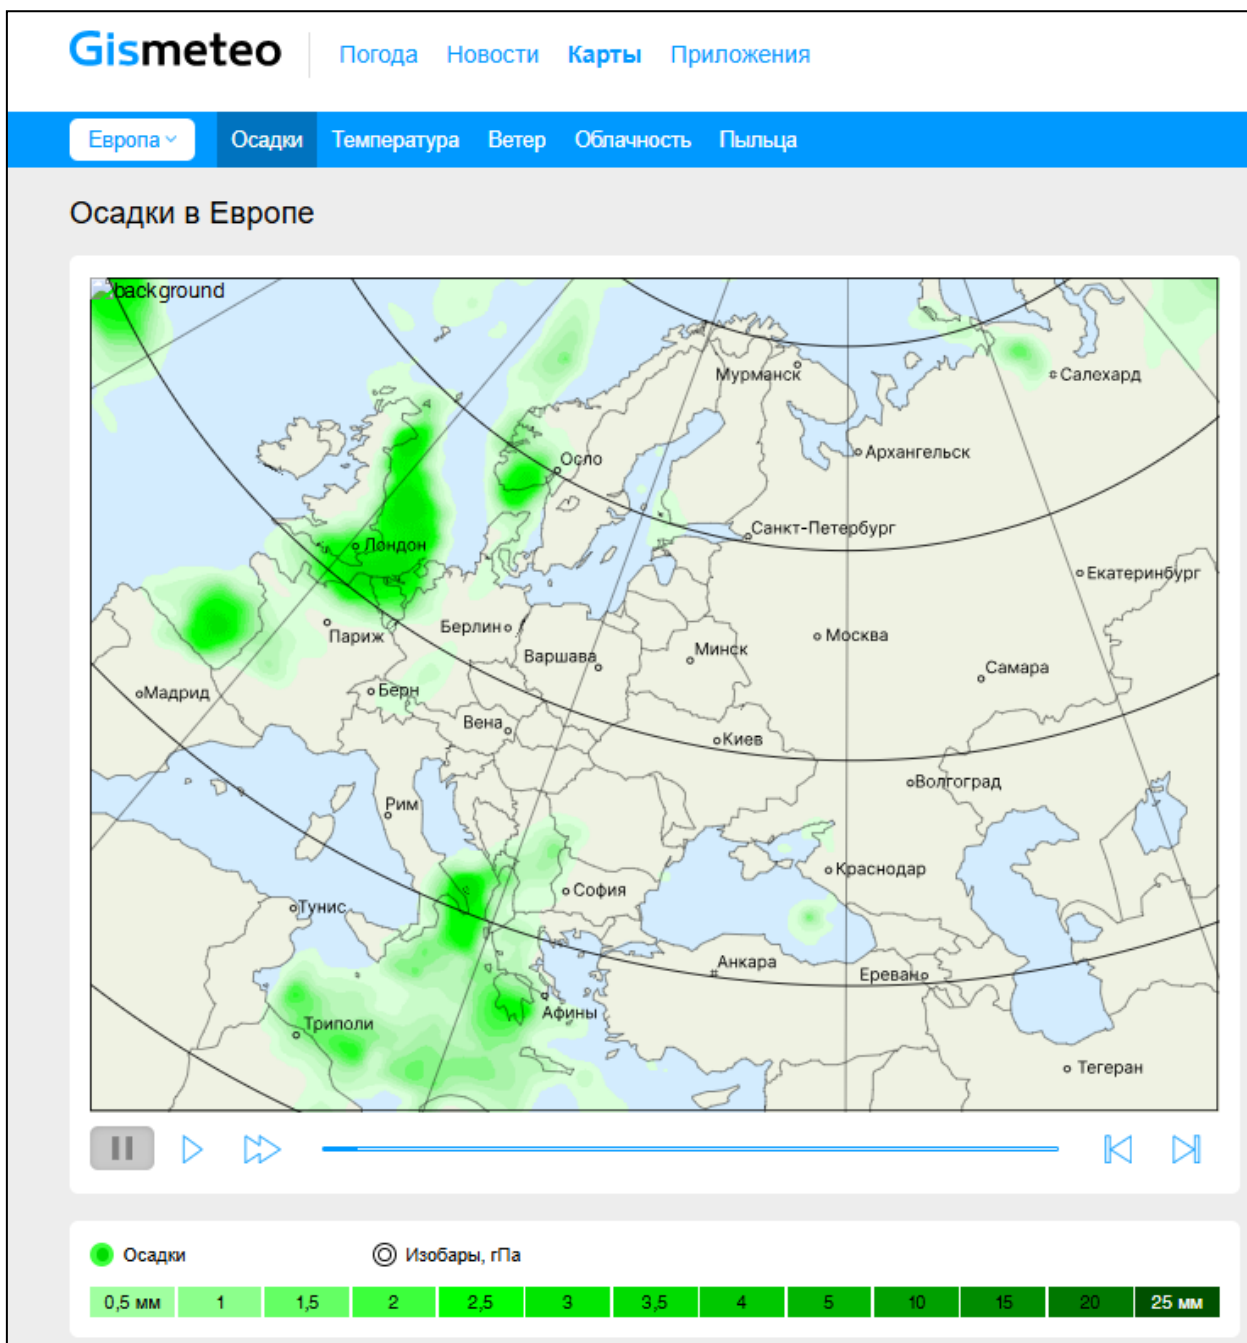 Gismeteo Погода Новости Карты Приложения
Европа Осадки Температура Ветер Облачность Пыльца
Осадки в Европе
background
Мурманск
Салехард
Осло
Архангельск
Санкт-Петербург
Лондон
Екатеринбург
Париж
Берлин
Москва
Варшава
Минск
Самара
Мадрид
Берн
Вена
Киев
Волгоград
Рим
Краснодар
София
Тунис
Анкара
Ереван
Афины
Триполи
Тегеран
Осадки Изобары, гПа
0,5 мм 1 1,5 2 2,5 3 3,5 4 5 10 15 20 25 мм